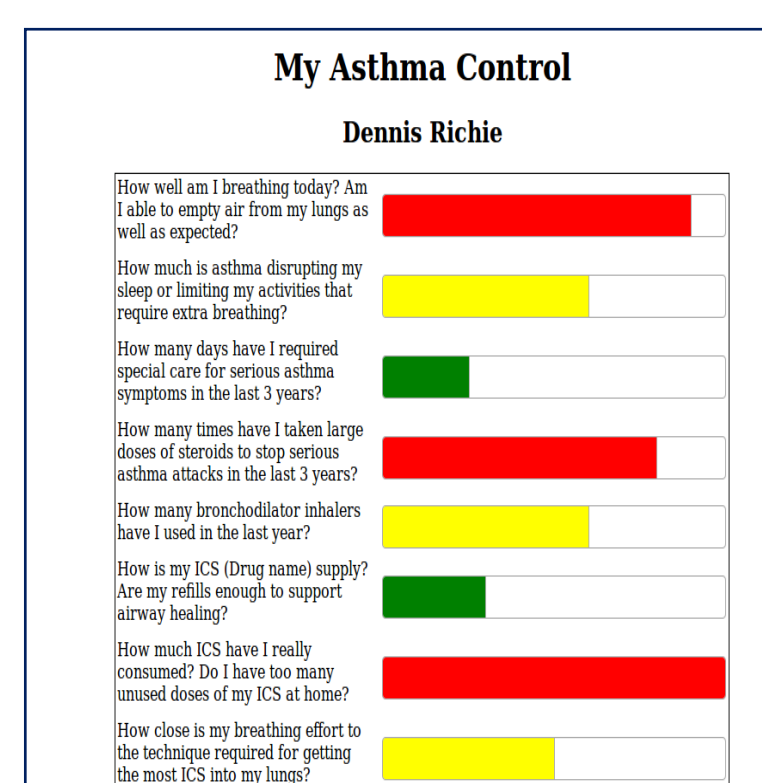 My Asthma Control
Dennis Richie
How well am I breathing today? Am
I able to empty air from my lungs as
well as expected?
How much is asthma disrupting my
sleep or limiting my activities that
require extra breathing?
How many days have I required
special care for serious asthma
symptoms in the last 3 years?
How many times have I taken large
doses of steroids to stop serious
asthma attacks in the last 3 years?
How many bronchodilator inhalers
have I used in the last year?
How is my ICS (Drug name) supply?
Are my refills enough to support
airway healing?
How much ICS have I really
consumed? Do I have too many
unused doses of my ICS at home?
How close is my breathing effort to
the technique required for getting
the most ICS into my lungs?